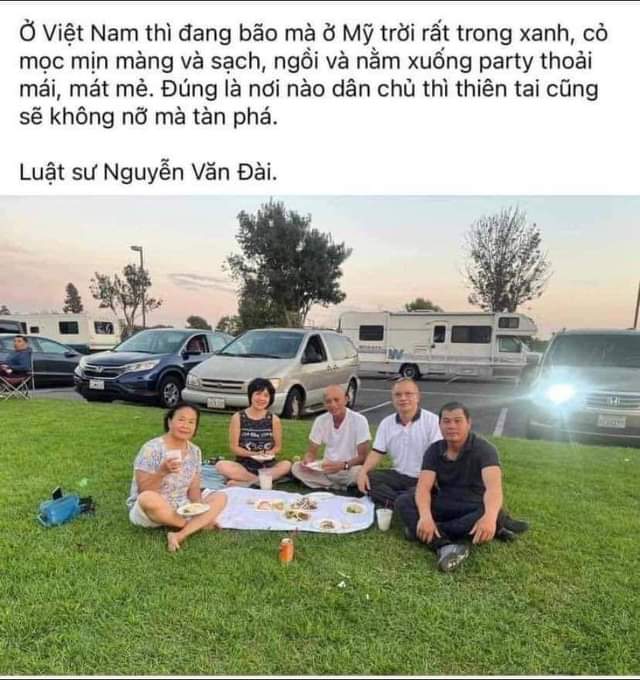 Ở Việt Nam thì đang bão mà ở Mỹ trời rất trong xanh, cỏ
mọc mịn màng và sạch, ngồi và nằm xuống party thoải
mái, mát mẻ. Đúng là nơi nào dân chủ thì thiên tai cũng
sẽ không nỡ mà tàn phá.
Luật sư Nguyễn Văn Đài.